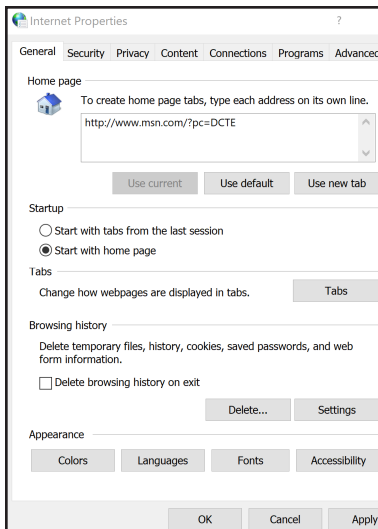 Internet Properties ?
General Security Privacy Content Connections Programs Advanced
Home page
To create home page tabs, type each address on its own line.
http://www.msn.com/?pc=DCTE
Use current Use default Use new tab
Startup
Start with tabs from the last session
Start with home page
Tabs
Change how webpages are displayed in tabs. Tabs
Browsing history
Delete temporary files, history, cookies, saved passwords, and web
form information.
Delete browsing history on exit
Delete... Settings
Appearance
Colors Languages Fonts Accessibility
OK Cancel Apply